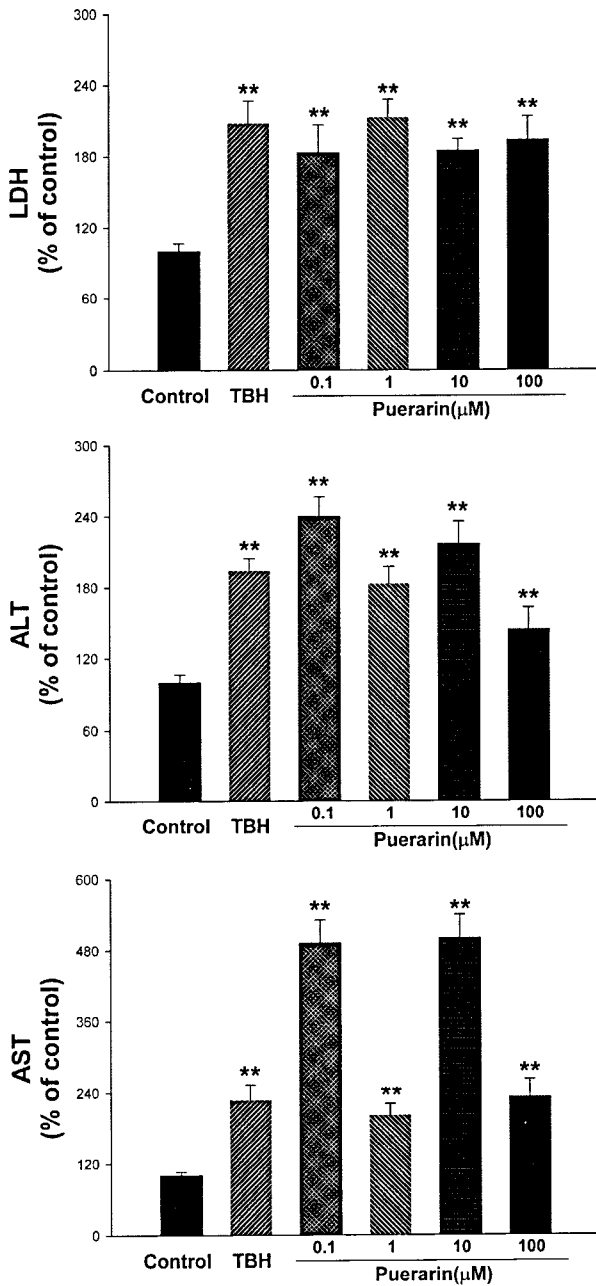 LDH
(% of control)
300
240
180
120
60
0
** ** ** ** **
Control TBH 0.1 1 10 100
Puerarin(μM)
ALT
(% of control)
300
240
180
120
60
0
** ** ** ** **
Control TBH 0.1 1 10 100
Puerarin(μM)
AST
(% of control)
600
480
360
240
120
0
** ** ** ** **
Control TBH 0.1 1 10 100
Puerarin(μM)